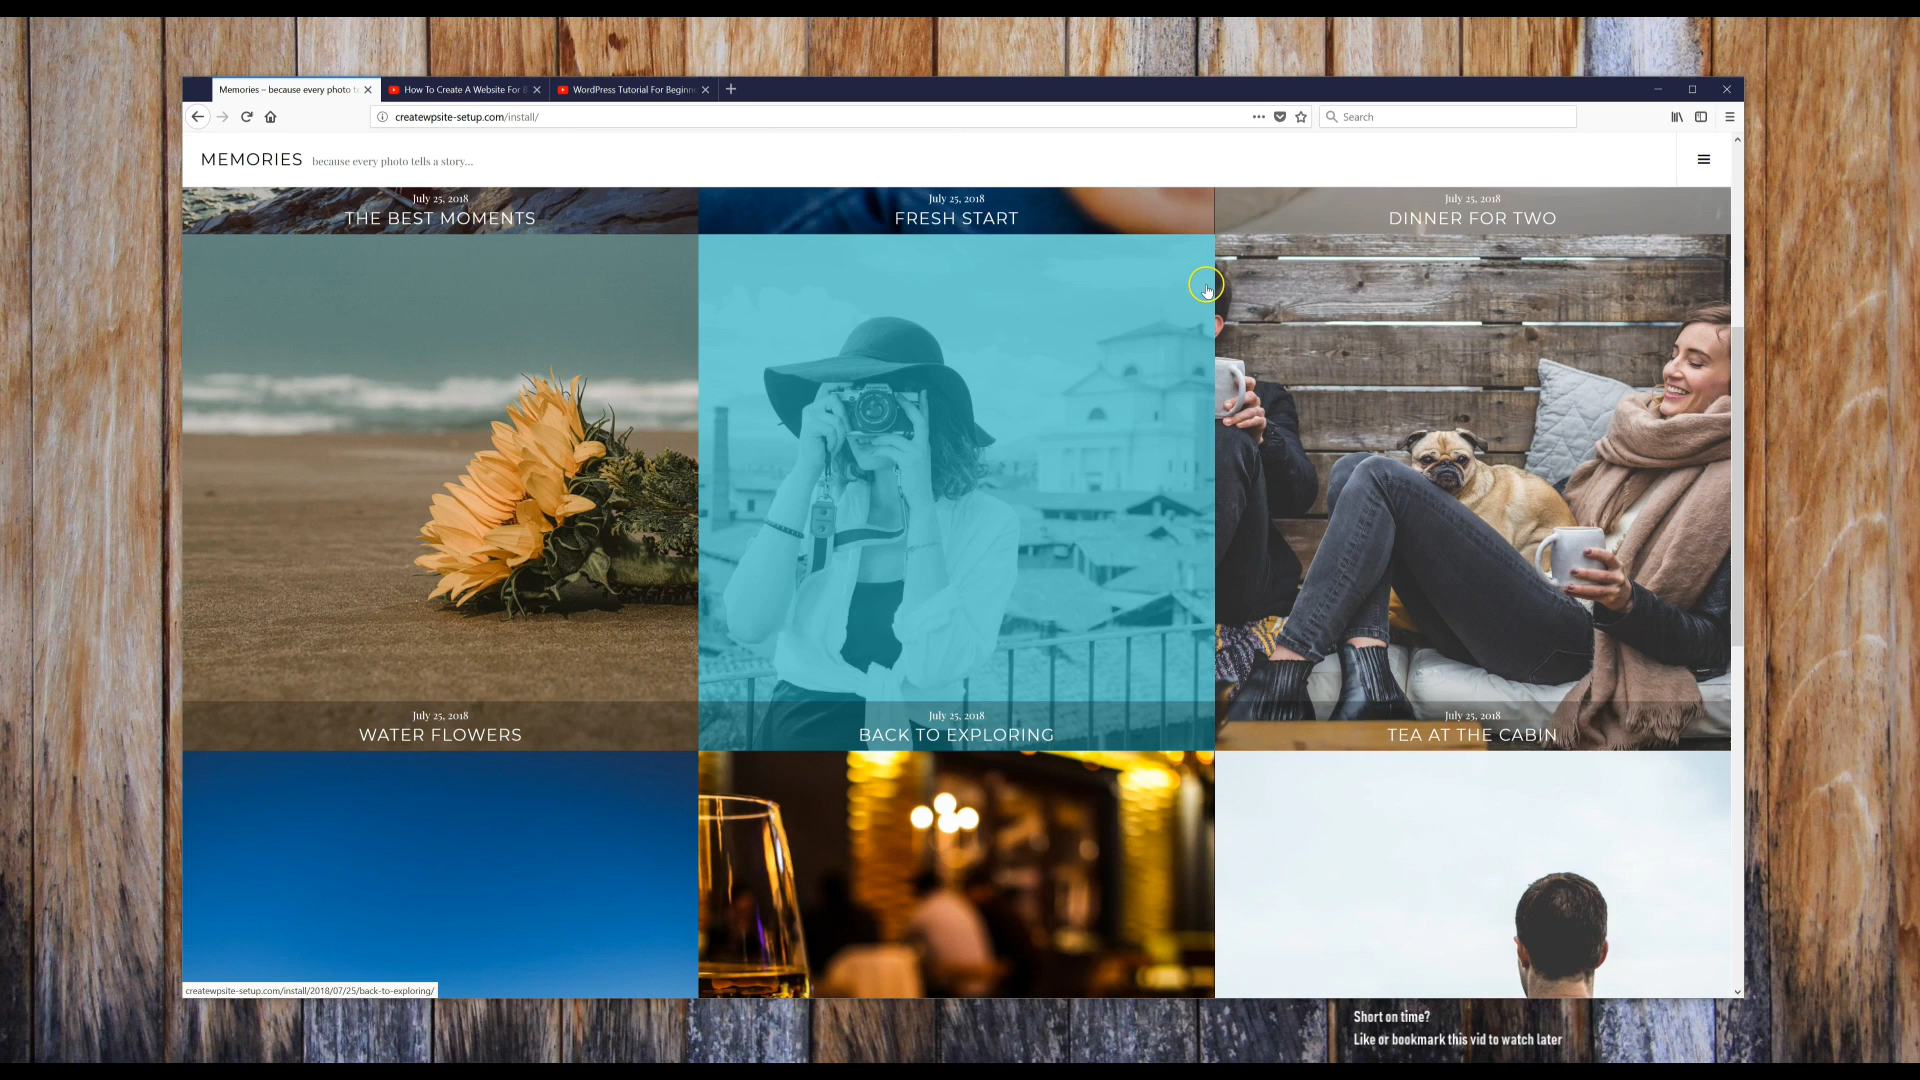 Memories – because every photo t
How To Create A Website For B
WordPress Tutorial For Beginn
createwpsite-setup.com/install/
Search
MEMORIES because every photo tells a story...
July 25, 2018
THE BEST MOMENTS
July 25, 2018
FRESH START
July 25, 2018
DINNER FOR TWO
July 25, 2018
WATER FLOWERS
July 25, 2018
BACK TO EXPLORING
July 25, 2018
TEA AT THE CABIN
createwpsite-setup.com/install/2018/07/25/back-to-exploring/
Short on time?
Like or bookmark this vid to watch later